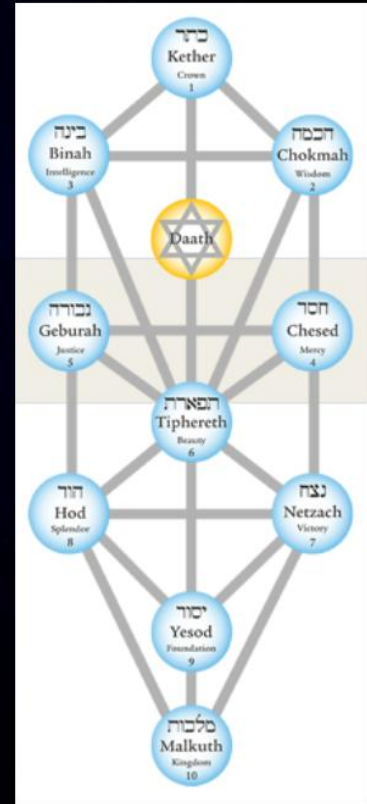 כתר
Kether
Crown
1
בינה
Binah
Intelligence
3
חכמה
Chokmah
Wisdom
2
Daath
גבורה
Geburah
Justice
5
חסד
Chesed
Mercy
4
תפארת
Tiphereth
Beauty
6
הוד
Hod
Splendor
8
נצח
Netzach
Victory
7
יסוד
Yesod
Foundation
9
מלכות
Malkuth
Kingdom
10